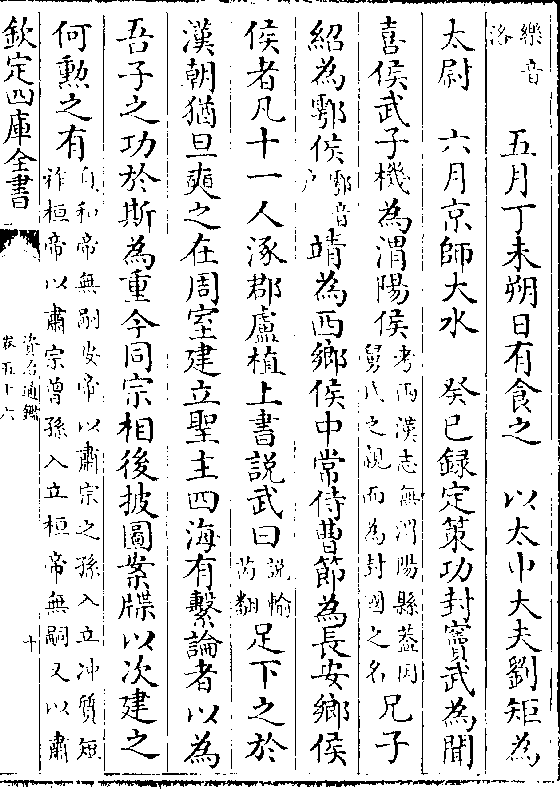 樂音
洛
五月丁未朔日有食之　以太中大夫劉矩為
太尉　六月京師大水　癸巳録定策功封竇武為聞
喜侯武子機為渭陽侯
考兩漢志無渭陽縣葢因
舅氏之親而為封國之名
兄子
紹為鄠侯
鄠音
户
靖為西鄉侯中常侍曹節為長安鄉侯
侯者凡十一人涿郡盧植上書説武曰
説輸
芮翻
足下之於
漢朝猶旦奭之在周室建立聖主四海有繫論者以為
吾子之功於斯為重今同宗相後披圖案牒以次建之
何勲之有
自和帝無嗣安帝以肅宗之孫入立冲質短
祚桓帝以肅宗曾孫入立桓帝無嗣又以肅
欽定四庫全書
資治通鑑
卷五十六
十